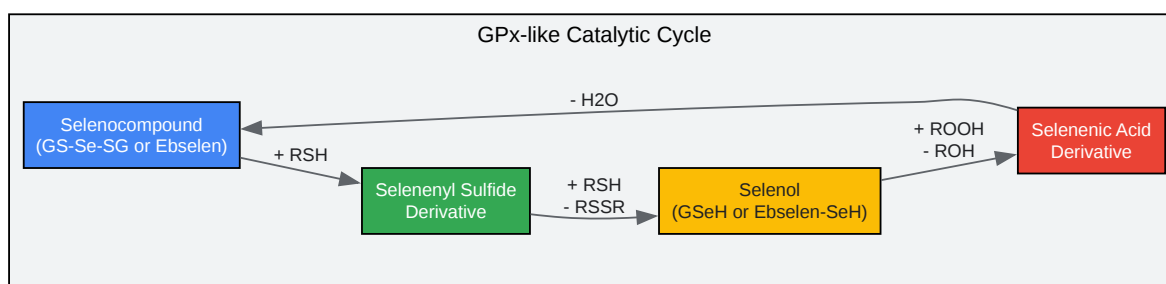 GPx-like Catalytic Cycle
- H2O
Selenocompound
(GS-Se-SG or Ebselen)
+ RSH
Selenenyl Sulfide
Derivative
+ RSH
- RSSR
Selenol
(GSeH or Ebselen-SeH)
+ ROOH
- ROH
Selenenic Acid
Derivative